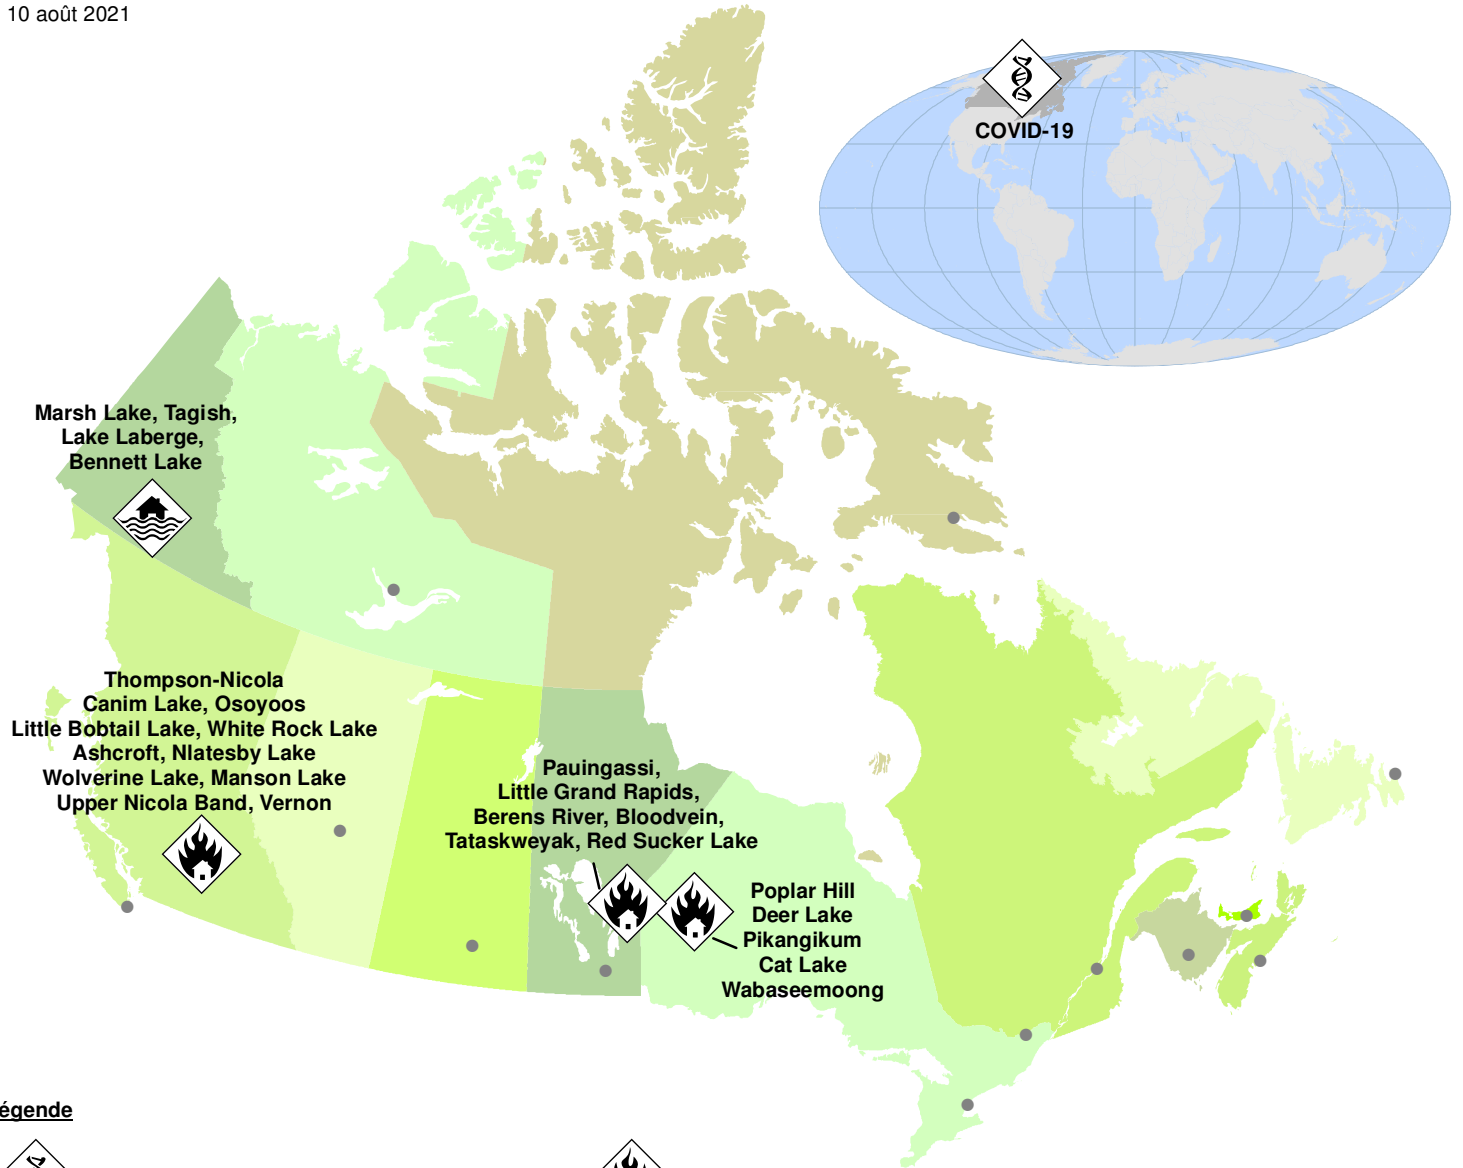 10 août 2021
COVID-19
Marsh Lake, Tagish,
Lake Laberge,
Bennett Lake
Thompson-Nicola
Canim Lake, Osoyoos
Little Bobtail Lake, White Rock Lake
Ashcroft, Nlatesby Lake
Wolverine Lake, Manson Lake
Upper Nicola Band, Vernon
Pauingassi,
Little Grand Rapids,
Berens River, Bloodvein,
Tataskweyak, Red Sucker Lake
Poplar Hill
Deer Lake
Pikangikum
Cat Lake
Wabaseemoong
égende